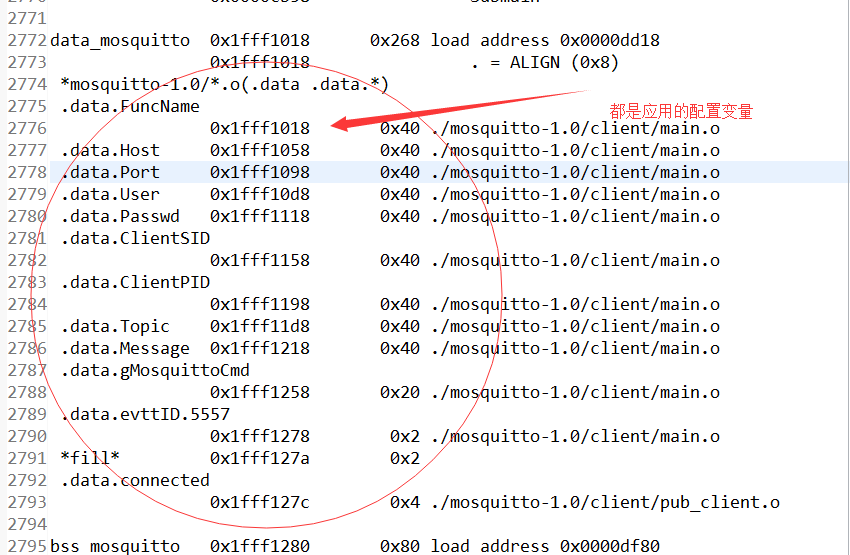 2770 0x0000c598 submain
2771
2772 data_mosquitto 0x1fff1018 0x268 load address 0x0000dd18
2773 0x1fff1018 . = ALIGN (0x8)
2774 *mosquitto-1.0/*.o(.data .data.*)
2775 .data.FuncName
都是应用的配置变量
2776 0x1fff1018 0x40 ./mosquitto-1.0/client/main.o
2777 .data.Host 0x1fff1058 0x40 ./mosquitto-1.0/client/main.o
2778 .data.Port 0x1fff1098 0x40 ./mosquitto-1.0/client/main.o
2779 .data.User 0x1fff10d8 0x40 ./mosquitto-1.0/client/main.o
2780 .data.Passwd 0x1fff1118 0x40 ./mosquitto-1.0/client/main.o
2781 .data.ClientSID
2782 0x1fff1158 0x40 ./mosquitto-1.0/client/main.o
2783 .data.ClientPID
2784 0x1fff1198 0x40 ./mosquitto-1.0/client/main.o
2785 .data.Topic 0x1fff11d8 0x40 ./mosquitto-1.0/client/main.o
2786 .data.Message 0x1fff1218 0x40 ./mosquitto-1.0/client/main.o
2787 .data.gMosquittoCmd
2788 0x1fff1258 0x20 ./mosquitto-1.0/client/main.o
2789 .data.evttID.5557
2790 0x1fff1278 0x2 ./mosquitto-1.0/client/main.o
2791 *fill* 0x1fff127a 0x2
2792 .data.connected
2793 0x1fff127c 0x4 ./mosquitto-1.0/client/pub_client.o
2794
2795 bss_mosquitto 0x1fff1280 0x80 load address 0x0000df80